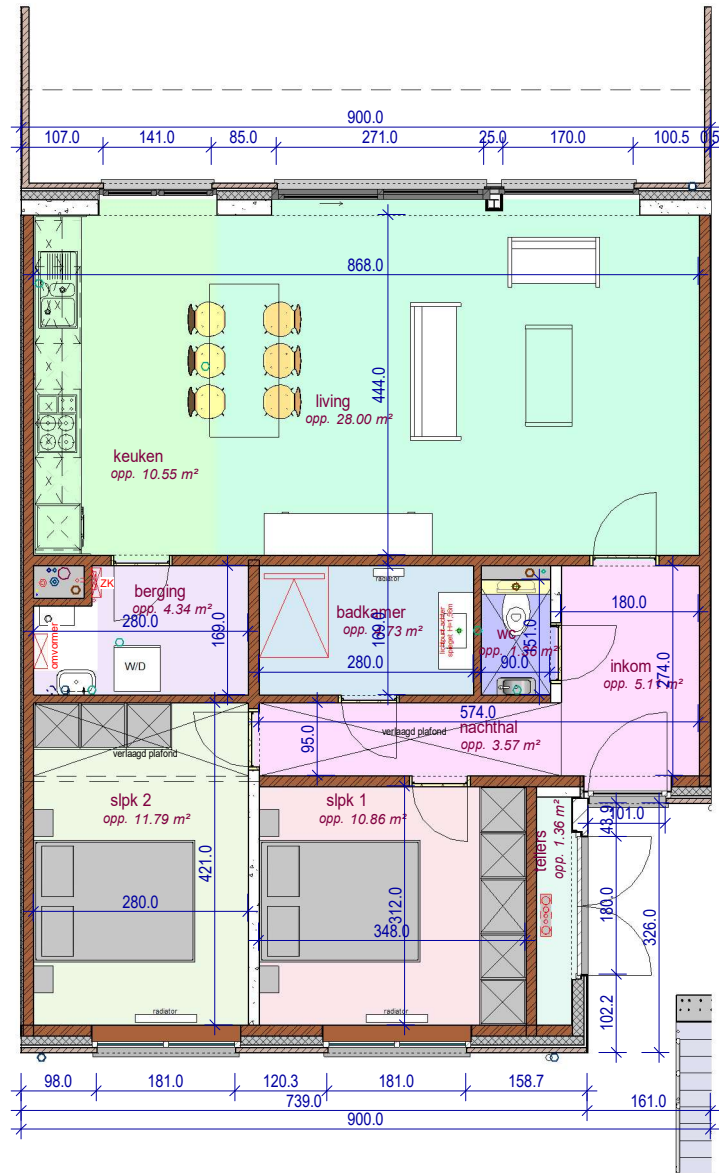 900.0
107.0 141.0 85.0 271.0 25.0 170.0 100.5 0.5
868.0
444.0
living
opp. 28.00 m²
keuken
opp. 10.55 m²
ZK
berging
opp. 4.34 m²
280.0
169.0
omvormer
W/D
radiator
badkamer
280.0
wc
90.0
180.0
inkom
opp. 5.11 m²
274.0
574.0
nachthal
opp. 3.57 m²
95.0
verlaagd plafond
verlaagd plafond
slpk 2
opp. 11.79 m²
421.0
280.0
radiator
slpk 1
opp. 10.86 m²
312.0
348.0
radiator
tellers
opp. 1.36 m²
101.0
43.9
180.0
326.0
102.2
98.0 181.0 120.3 181.0 158.7
739.0 161.0
900.0